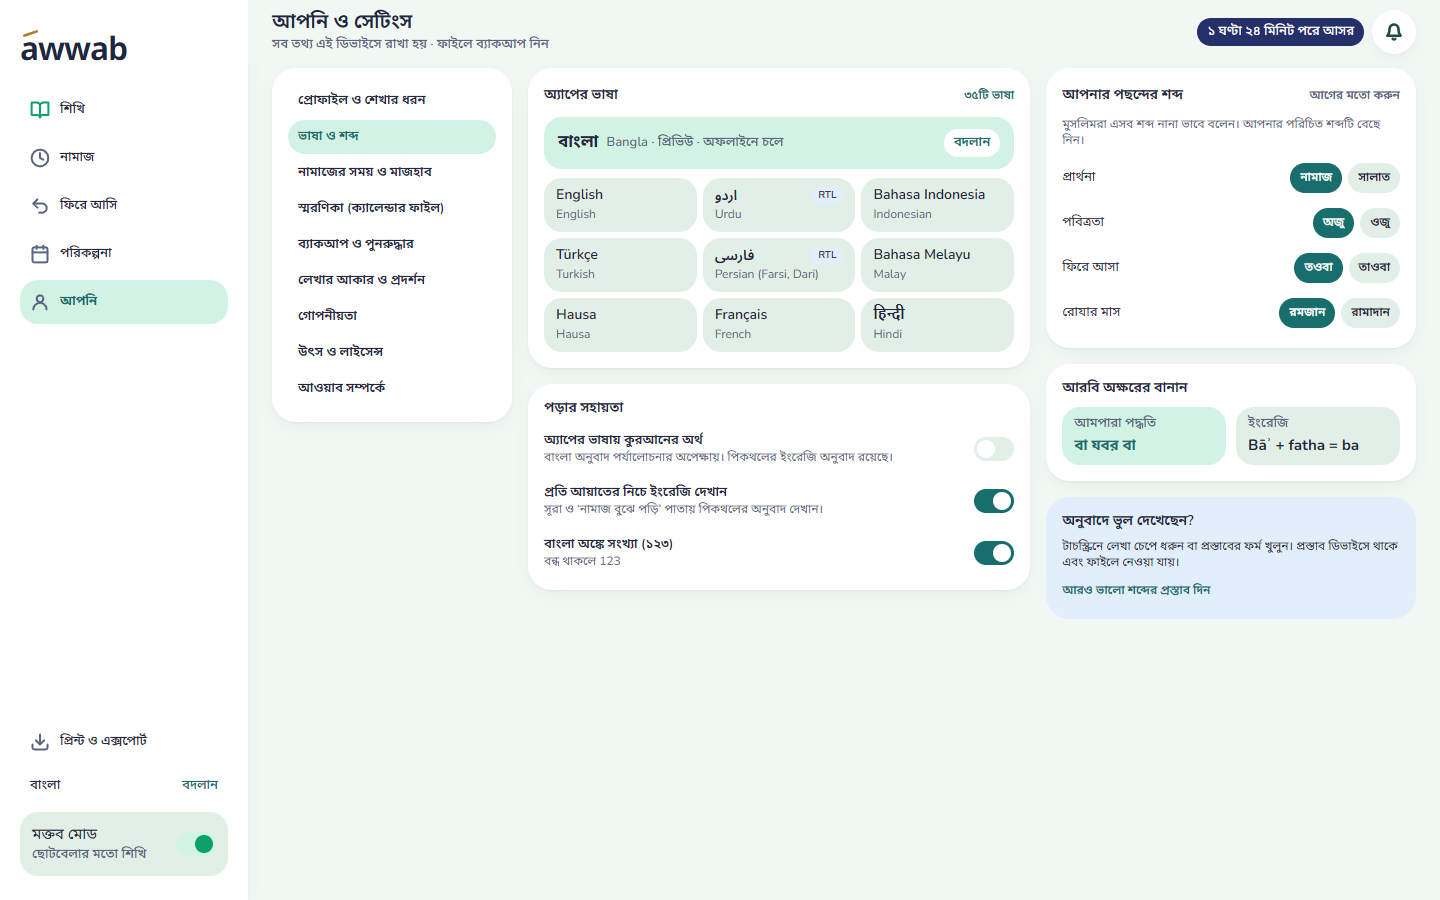 awwab
শিখি
নামাজ
ফিরে আসি
পরিকল্পনা
আপনি
প্রিন্ট ও এক্সপোর্ট
বাংলা
বদলান
মক্তব মোড
ছোটবেলার মতো শিখি
আপনি ও সেটিংস
সব তথ্য এই ডিভাইসে রাখা হয় · ফাইলে ব্যাকআপ নিন
১ ঘণ্টা ২৪ মিনিট পরে আসর
প্রোফাইল ও শেখার ধরন
ভাষা ও শব্দ
নামাজের সময় ও মাজহাব
স্মরণিকা (ক্যালেন্ডার ফাইল)
ব্যাকআপ ও পুনরুদ্ধার
লেখার আকার ও প্রদর্শন
গোপনীয়তা
উৎস ও লাইসেন্স
আওয়াব সম্পর্কে
অ্যাপের ভাষা
৩৫টি ভাষা
বাংলা Bangla · প্রিভিউ · অফলাইনে চলে
বদলান
English
English
اردو RTL
Urdu
Bahasa Indonesia
Indonesian
Türkçe
Turkish
فارسی RTL
Persian (Farsi, Dari)
Bahasa Melayu
Malay
Hausa
Hausa
Français
French
हिन्दी
Hindi
পড়ার সহায়তা
অ্যাপের ভাষায় কুরআনের অর্থ
বাংলা অনুবাদ পর্যালোচনার অপেক্ষায়। পিকথলের ইংরেজি অনুবাদ রয়েছে।
প্রতি আয়াতের নিচে ইংরেজি দেখান
সূরা ও ‘নামাজ বুঝে পড়ি’ পাতায় পিকথলের অনুবাদ দেখান।
বাংলা অঙ্কে সংখ্যা (১২৩)
বন্ধ থাকলে 123
আপনার পছন্দের শব্দ
আগের মতো করুন
মুসলিমরা এসব শব্দ নানা ভাবে বলেন। আপনার পরিচিত শব্দটি বেছে
নিন।
প্রার্থনা
নামাজ
সালাত
পবিত্রতা
অজু
ওজু
ফিরে আসা
তওবা
তাওবা
রোযার মাস
রমজান
রামাদান
আরবি অক্ষরের বানান
আমপারা পদ্ধতি
বা যবর বা
ইংরেজি
Bāʾ + fatha = ba
অনুবাদে ভুল দেখেছেন?
টাচস্ক্রিনে লেখা চেপে ধরুন বা প্রস্তাবের ফর্ম খুলুন। প্রস্তাব ডিভাইসে থাকে
এবং ফাইলে নেওয়া যায়।
আরও ভালো শব্দের প্রস্তাব দিন